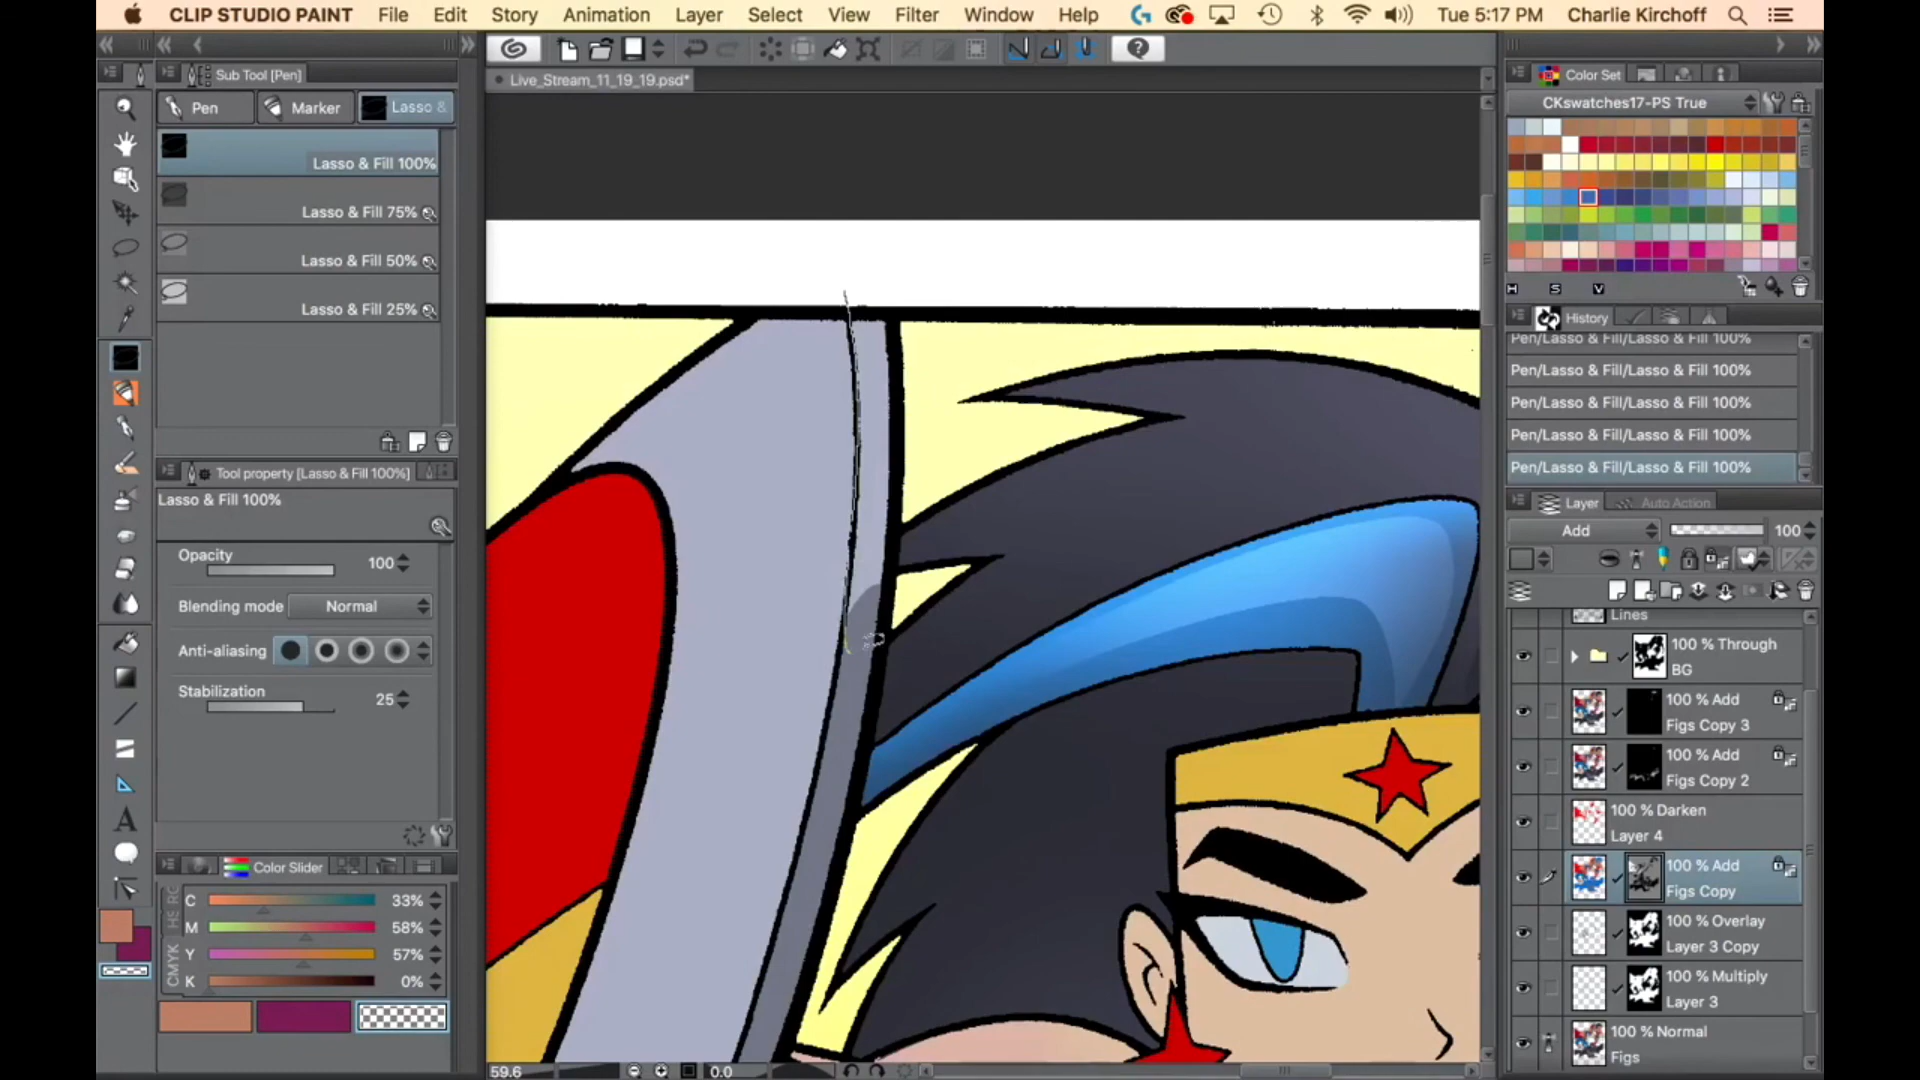 CLIP STUDIO PAINT File Edit Story Animation Layer Select View Filter Window Help Tue 5:17 PM Charlie Kirchoff
Sub Tool [Pen]
Live_Stream_11_19_19.psd*
Color Set
Pen Marker Lasso &
CKswatches17-PS True
Lasso & Fill 100%
Lasso & Fill 75%
Lasso & Fill 50%
Lasso & Fill 25%
H S V
History
Pen/Lasso & Fill/Lasso & Fill 100%
Pen/Lasso & Fill/Lasso & Fill 100%
Pen/Lasso & Fill/Lasso & Fill 100%
Pen/Lasso & Fill/Lasso & Fill 100%
Pen/Lasso & Fill/Lasso & Fill 100%
Tool property [Lasso & Fill 100%]
Lasso & Fill 100%
Layer Auto Action
Add 100
Opacity 100
Blending mode Normal
Anti-aliasing
Stabilization 25
Lines
100 % Through
BG
100 % Add
Figs Copy 3
100 % Add
Figs Copy 2
100 % Darken
Layer 4
100 % Add
Figs Copy
100 % Overlay
Layer 3 Copy
100 % Multiply
Layer 3
100 % Normal
Figs
Color Slider
C 33%
M 58%
Y 57%
K 0%
CMYK
59.6 0.0